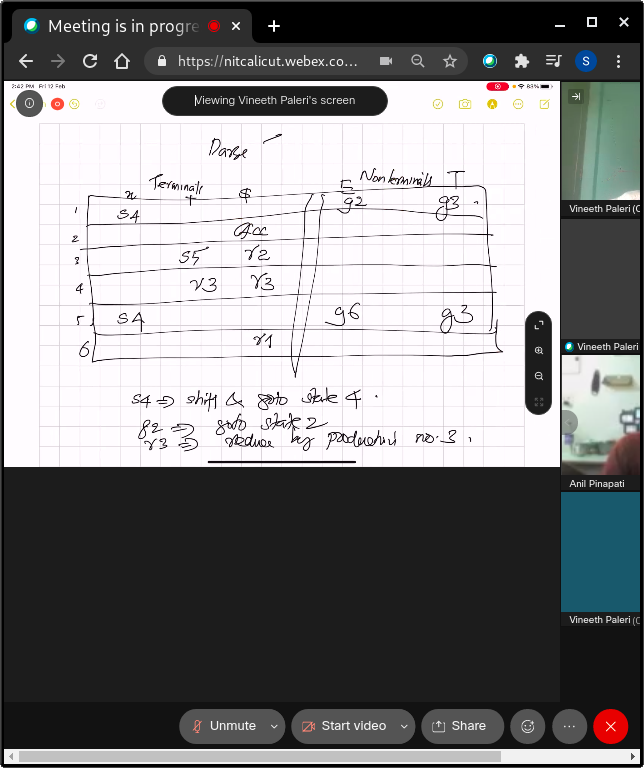 Meeting is in progre
https://nitcalicut.webex.co...
S
2:42 PM Fri 12 Feb
83%
Viewing Vineeth Paleri's screen
Terminals Nonterminals
x + $ E T
1 s4 g2 g3
2 Acc
3 s5 r2
4 r3 r3
5 s4 g6 g3
6 r1
s4 ⇒ shift & goto state 4.
g2 ⇒ goto state 2
r3 ⇒ reduce by production no. 3.
Vineeth Paleri (C
Vineeth Paleri
Anil Pinapati
Vineeth Paleri (C
Unmute
Start video
Share